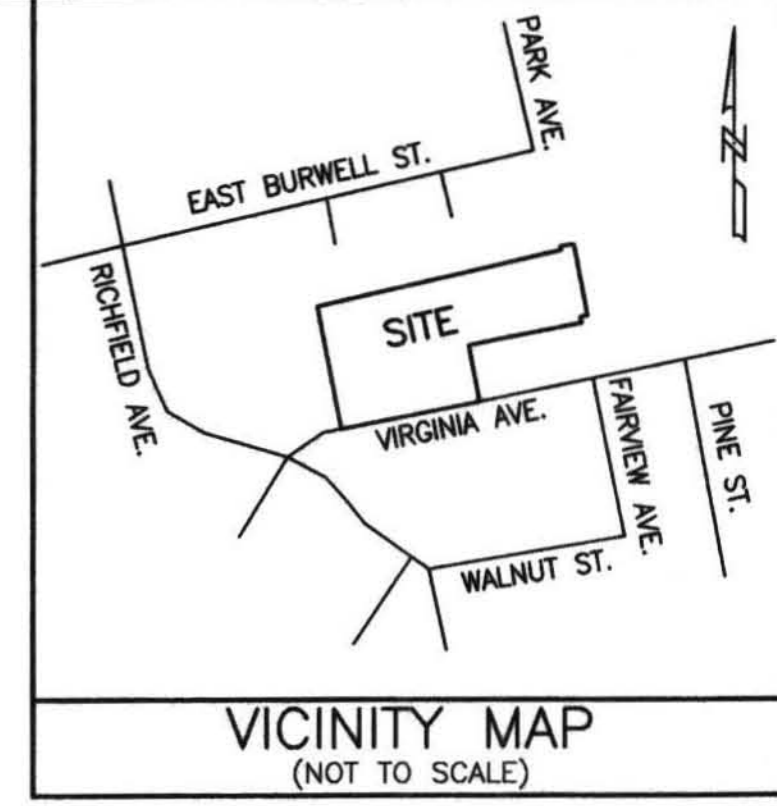 PARK AVE.
N
EAST BURWELL ST.
RICHFIELD AVE.
SITE
VIRGINIA AVE.
FAIRVIEW AVE.
PINE ST.
WALNUT ST.
VICINITY MAP
(NOT TO SCALE)